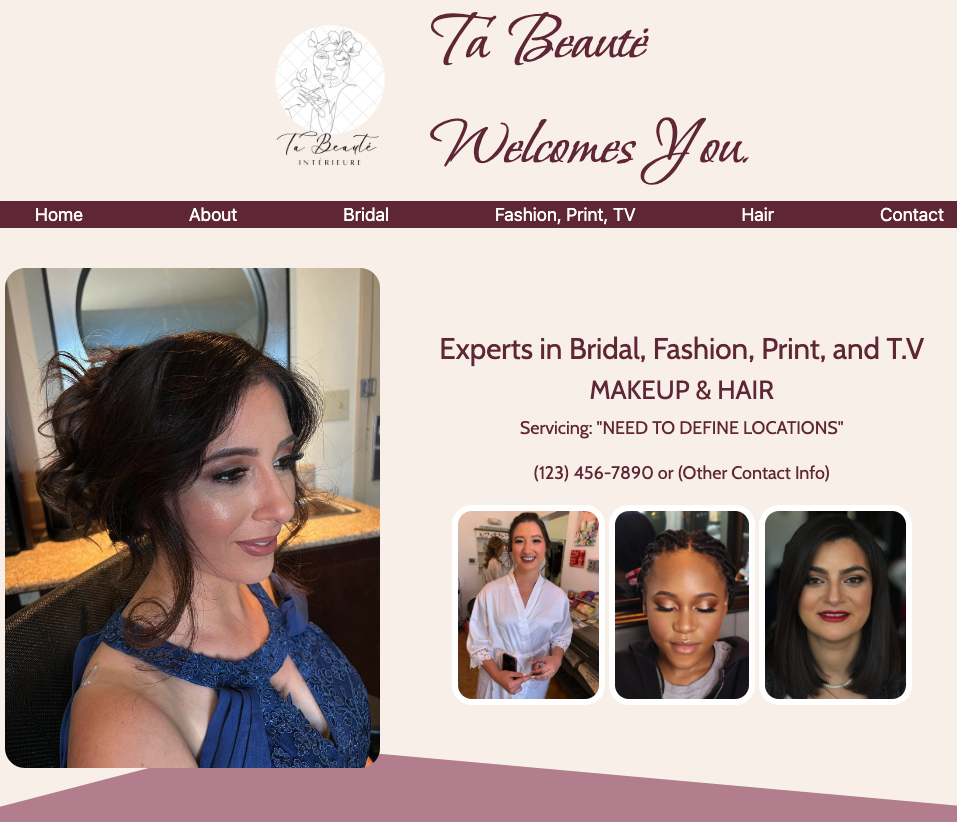 Ta Beauté
INTÉRIEURE
Ta Beauté
Welcomes You.
Home About Bridal Fashion, Print, TV Hair Contact
Experts in Bridal, Fashion, Print, and T.V
MAKEUP & HAIR
Servicing: "NEED TO DEFINE LOCATIONS"
(123) 456-7890 or (Other Contact Info)